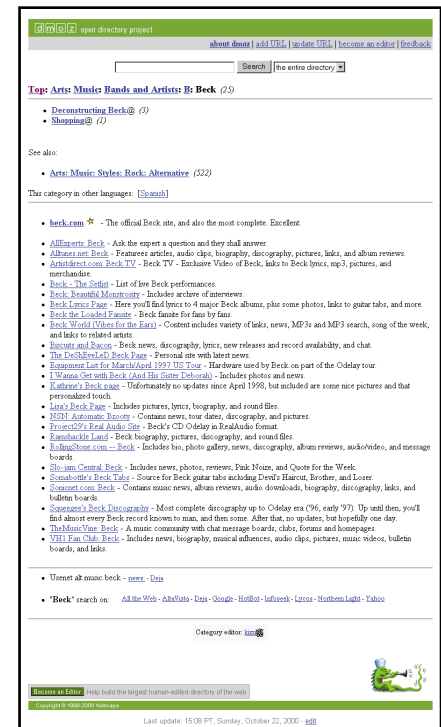 dmoz open directory project
about dmoz | add URL | update URL | become an editor | feedback
Search the entire directory
Top: Arts: Music: Bands and Artists: B: Beck (25)
• Deconstructing Beck@ (3)
• Shopping@ (1)
See also:
• Arts: Music: Styles: Rock: Alternative (522)
This category in other languages: [Spanish]
• beck.com - The official Beck site, and also the most complete. Excellent.
• AllExperts: Beck - Ask the expert a question and they shall answer.
• Alltunes.net: Beck - Featurees articles, audio clips, biography, discography, pictures, links, and album reviews.
• Artistdirect.com: Beck TV - Beck TV - Exclusive Video of Beck, links to Beck lyrics, mp3, pictures, and
merchandise.
• Beck - The Setlist - List of live Beck performances.
• Beck: Beautiful Monstrosity - Includes archive of interviews.
• Beck Lyrics Page - Here you'll find lyrics to 4 major Beck albums, plus some photos, links to guitar tabs, and more.
• Beck the Loaded Fansite - Beck fansite for fans by fans.
• Beck World (Vibes for the Ears) - Content includes variety of links, news, MP3s and MP3 search, song of the week,
and links to related artists.
• Biscuits and Bacon - Beck news, discography, lyrics, new releases and record availability, and chat.
• The DeShEveLeD Beck Page - Personal site with latest news.
• Equipment List for March/April 1997 US Tour - Hardware used by Beck on part of the Odelay tour.
• I Wanna Get with Beck (And His Sister Deborah) - Includes photos and news.
• Kathrine's Beck page - Unfortunately no updates since April 1998, but included are some nice pictures and that
personalized touch.
• Lisa's Beck Page - Includes pictures, lyrics, biography, and sound files.
• NSN: Automatic Bzooty - Contains news, tour dates, discography, and pictures.
• Project29's Real Audio Site - Beck's CD Odelay in RealAudio format.
• Ramshackle Land - Beck biography, pictures, discography, and sound files.
• RollingStone.com -- Beck - Includes bio, photo gallery, news, discography, album reviews, audio/video, and message
boards.
• Slo-jam Central: Beck - Includes news, photos, reviews, Pink Noize, and Quote for the Week.
• Somabottle's Beck Tabs - Source for Beck guitar tabs including Devil's Haircut, Brother, and Loser.
• Sonicnet.com: Beck - Contains music news, album reviews, audio downloads, biography, discography, links, and
bulletin boards.
• Squeegee's Beck Discography - Most complete discography up to Odelay era ('96, early '97). Up until then, you'll
find almost every Beck record known to man, and then some. After that, no updates, but hopefully one day.
• TheMusicVine: Beck - A music community with chat message boards, clubs, forums and homepages.
• VH1 Fan Club: Beck - Includes news, biography, musical influences, audio clips, pictures, music videos, bulletin
boards, and links.
• Usenet alt.music.beck - news: - Deja
• "Beck" search on: All the Web - AltaVista - Deja - Google - HotBot - Infoseek - Lycos - Northern Light - Yahoo
Category editor:
Become an Editor Help build the largest human-edited directory of the web
Copyright © 1998-2000 Netscape
Last update: 15:08 PT, Sunday, October 22, 2000 - edit